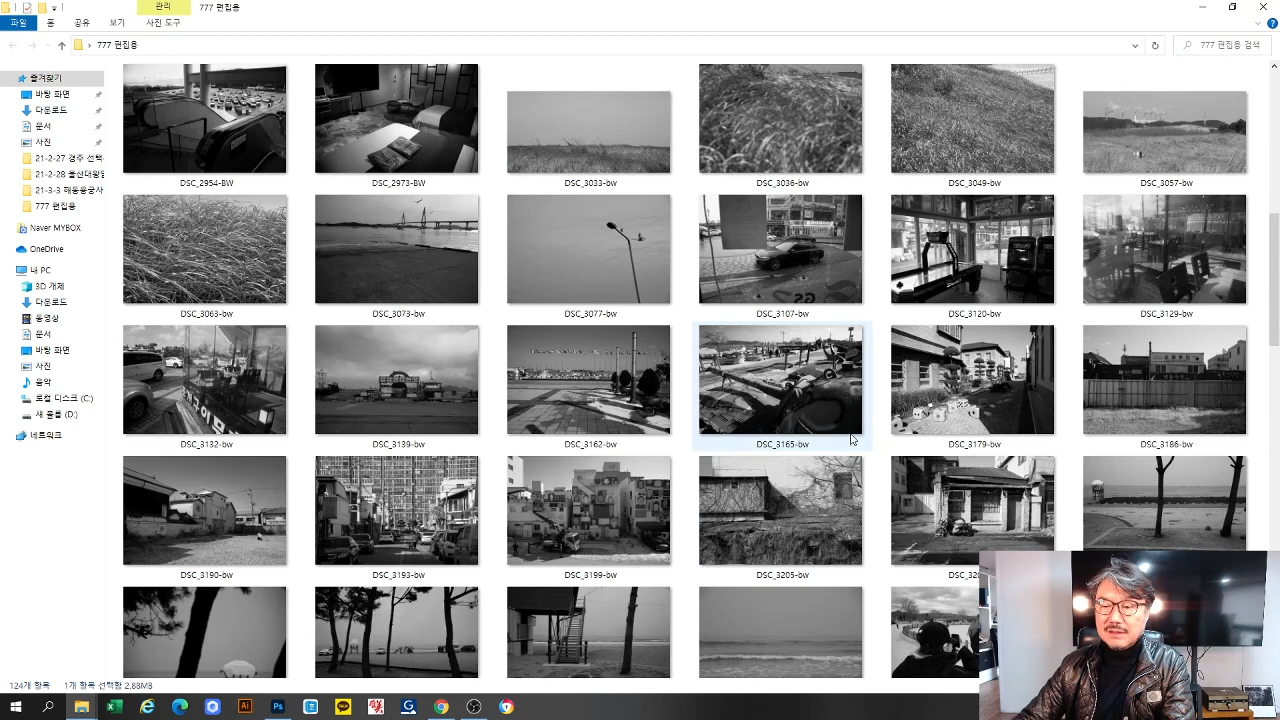 관리
777 편집용
파일
홈
공유
보기
사진 도구
777 편집용
777 편집용 검색
즐겨찾기
바탕 화면
다운로드
문서
사진
21-2-27 경주 선택
21-2-28 울산대왕암
21-3-3 해동용궁사
777 편집용
Naver MYBOX
OneDrive
내 PC
3D 개체
다운로드
동영상
문서
바탕 화면
사진
음악
로컬 디스크 (C:)
새 볼륨 (D:)
네트워크
DSC_2954-BW
DSC_2973-BW
DSC_3033-bw
DSC_3036-bw
DSC_3049-bw
DSC_3057-bw
DSC_3063-bw
DSC_3073-bw
DSC_3077-bw
DSC_3107-bw
DSC_3120-bw
DSC_3129-bw
DSC_3132-bw
DSC_3139-bw
DSC_3162-bw
DSC_3165-bw
DSC_3179-bw
DSC_3186-bw
DSC_3190-bw
DSC_3193-bw
DSC_3199-bw
DSC_3205-bw
124개 항목
1개 항목 선택함 2.88MB
Ai
Ps
TALK